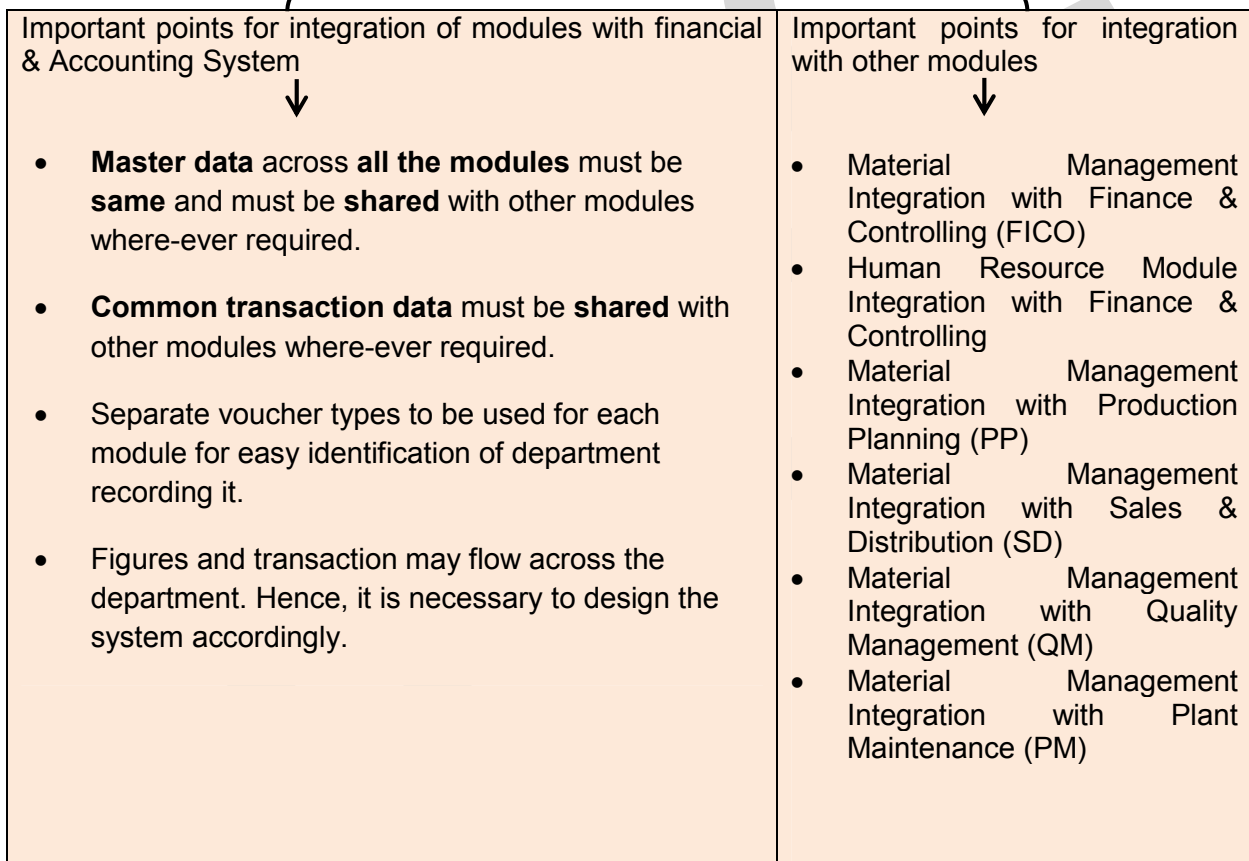 Important points for integration of modules with financial
& Accounting System
• Master data across all the modules must be
same and must be shared with other modules
where-ever required.
• Common transaction data must be shared with
other modules where-ever required.
• Separate voucher types to be used for each
module for easy identification of department
recording it.
• Figures and transaction may flow across the
department. Hence, it is necessary to design the
system accordingly.
Important points for integration
with other modules
• Material Management
Integration with Finance &
Controlling (FICO)
• Human Resource Module
Integration with Finance &
Controlling
• Material Management
Integration with Production
Planning (PP)
• Material Management
Integration with Sales &
Distribution (SD)
• Material Management
Integration with Quality
Management (QM)
• Material Management
Integration with Plant
Maintenance (PM)